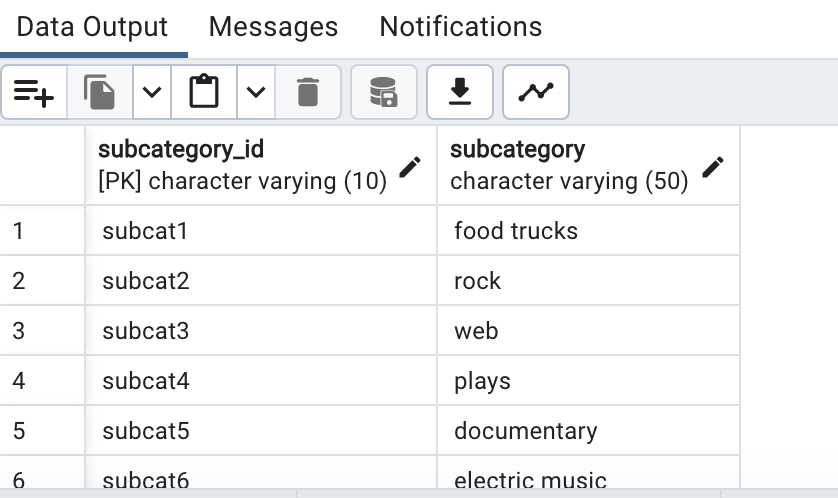 Data Output Messages Notifications
subcategory_id subcategory
[PK] character varying (10) character varying (50)
1 subcat1 food trucks
2 subcat2 rock
3 subcat3 web
4 subcat4 plays
5 subcat5 documentary
6 subcat6 electric music